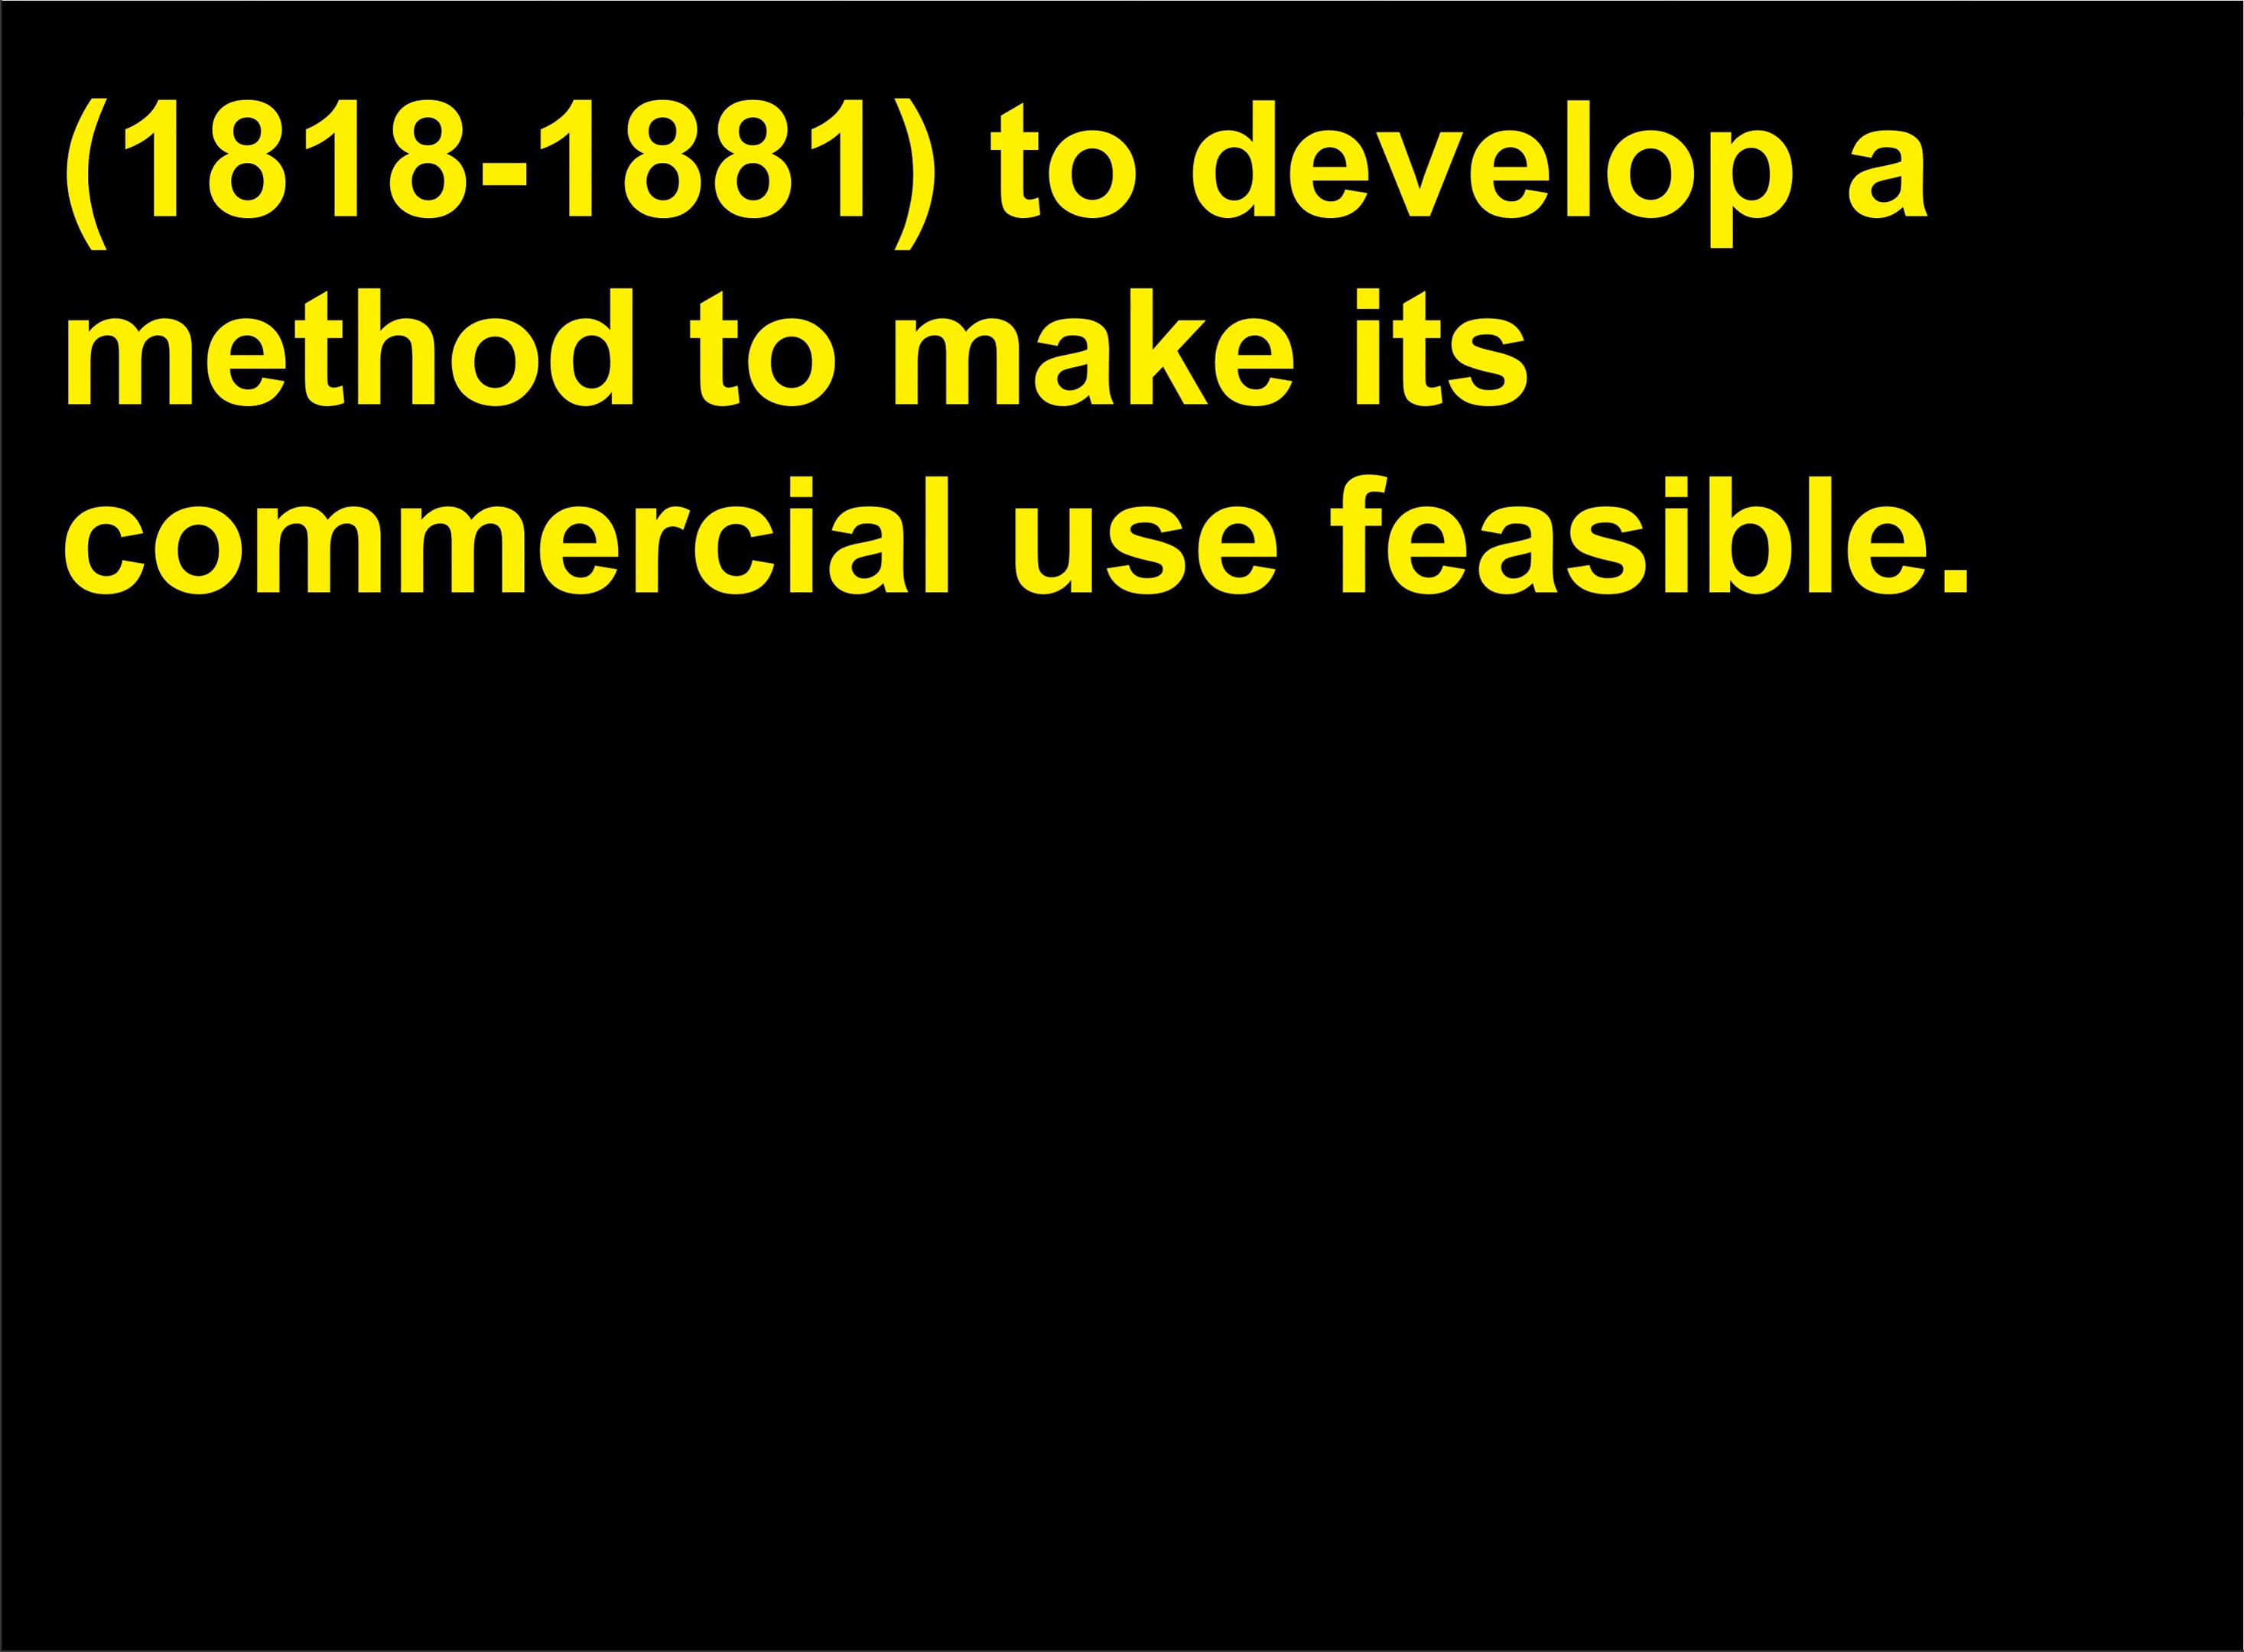 (1818-1881) to develop a
method to make its
commercial use feasible.